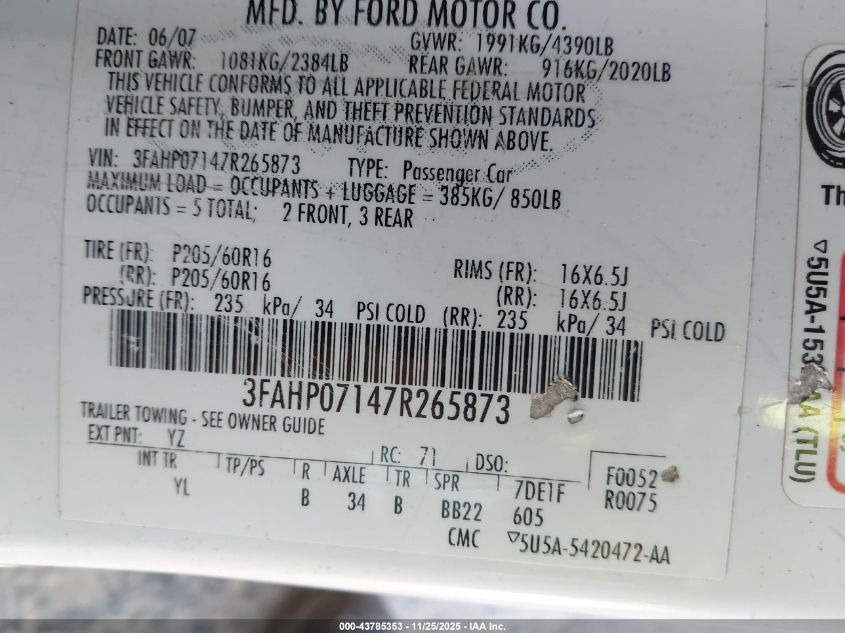 MFD. BY FORD MOTOR CO.
DATE: 06/07 GVWR: 1991KG/4390LB
FRONT GAWR: 1081KG/2384LB REAR GAWR: 916KG/2020LB
THIS VEHICLE CONFORMS TO ALL APPLICABLE FEDERAL MOTOR
VEHICLE SAFETY, BUMPER, AND THEFT PREVENTION STANDARDS
IN EFFECT ON THE DATE OF MANUFACTURE SHOWN ABOVE.
VIN: 3FAHP07147R265873 TYPE: Passenger Car
MAXIMUM LOAD = OCCUPANTS + LUGGAGE = 385KG/ 850LB
OCCUPANTS = 5 TOTAL; 2 FRONT, 3 REAR
TIRE (FR): P205/60R16 RIMS (FR): 16X6.5J
(RR): P205/60R16 (RR): 16X6.5J
PRESSURE (FR): 235 kPa/ 34 PSI COLD (RR): 235 kPa/ 34 PSI COLD
3FAHP07147R265873
TRAILER TOWING - SEE OWNER GUIDE
EXT PNT: YZ RC: 71 DSO: F0052
INT TR TP/PS R AXLE TR SPR 7DE1F R0075
YL B 34 B BB22 605
CMC ▽5U5A-5420472-AA
Th
▽5U5A-153 AA (TLU)
000-43785353 | 11/25/2025 - IAA Inc.